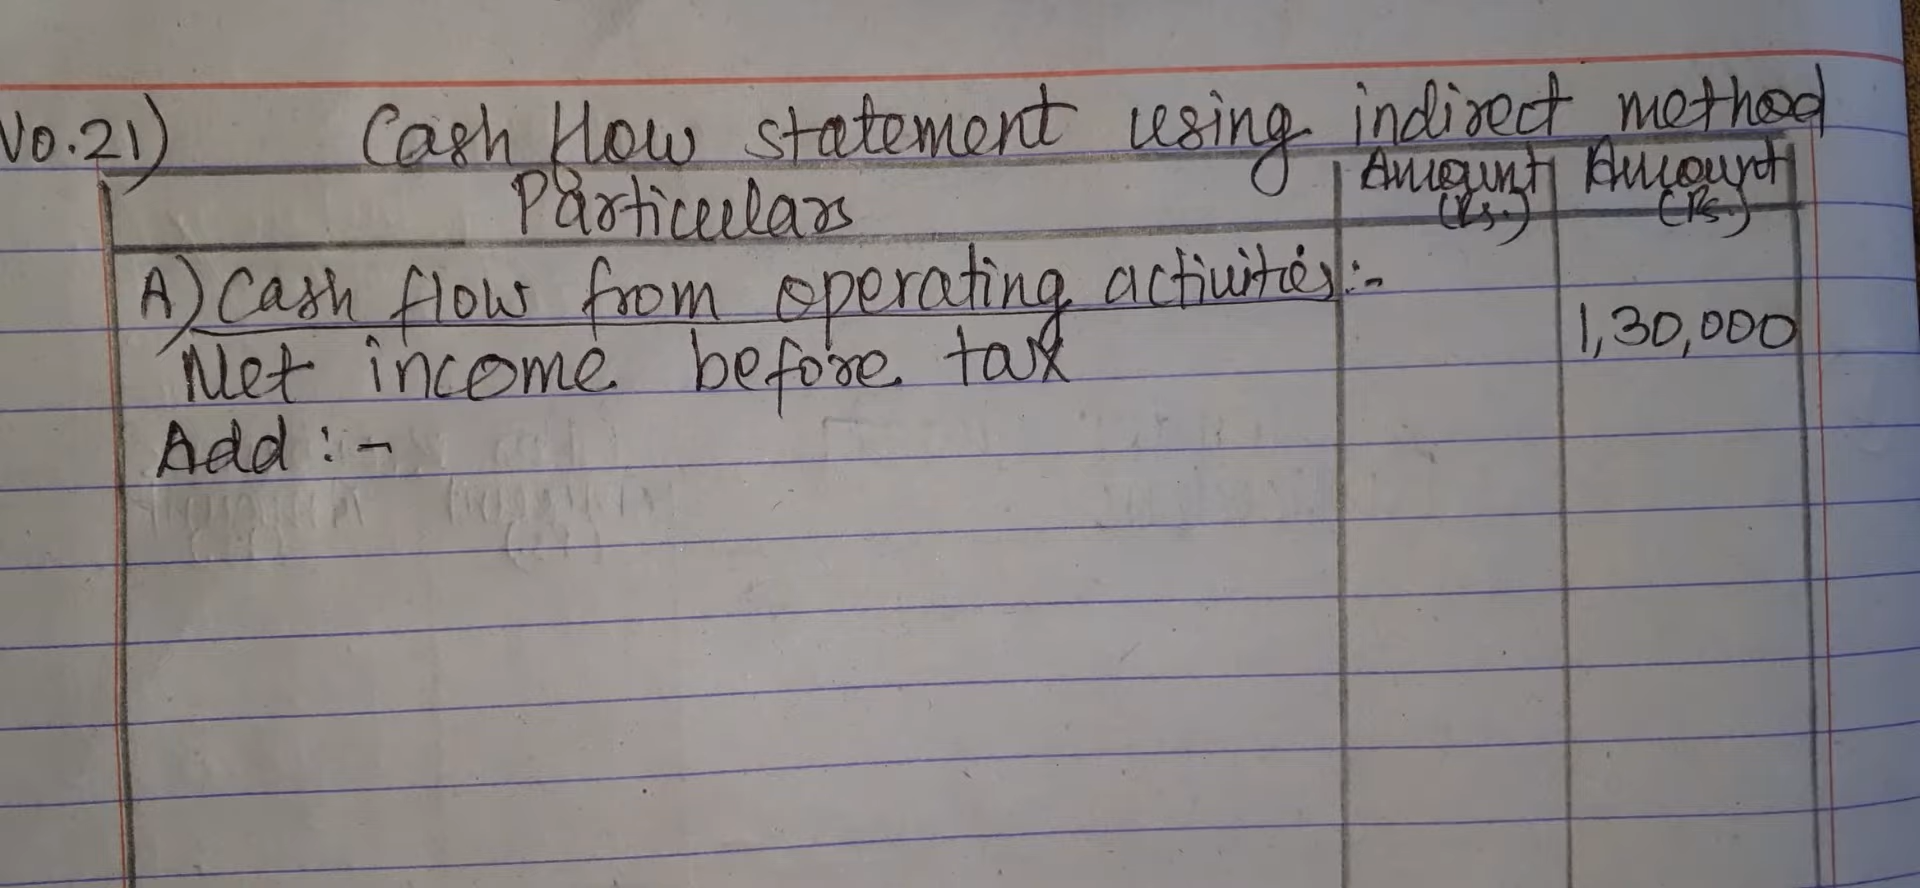 No.21) Cash flow statement using indirect method
Particulars Amount (Rs.) Amount (Rs.)
A) Cash flow from operating activities:-
Net income before tax 1,30,000
Add :-